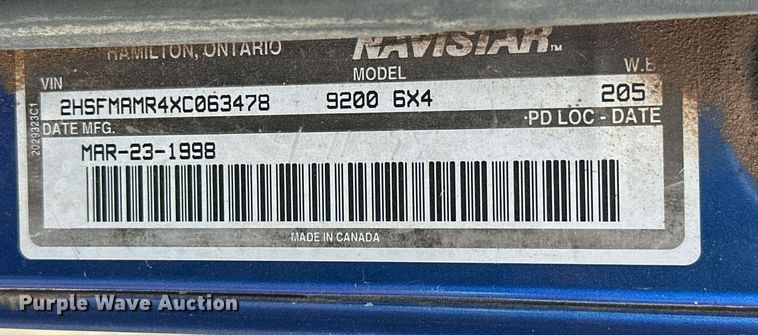 HAMILTON, ONTARIO NAVISTAR™
VIN MODEL W.B
2HSFMAMR4XC063478 9200 6X4 205
DATE MFG. PD LOC - DATE
MAR-23-1998
MADE IN CANADA
2029323C1
Purple Wave Auction